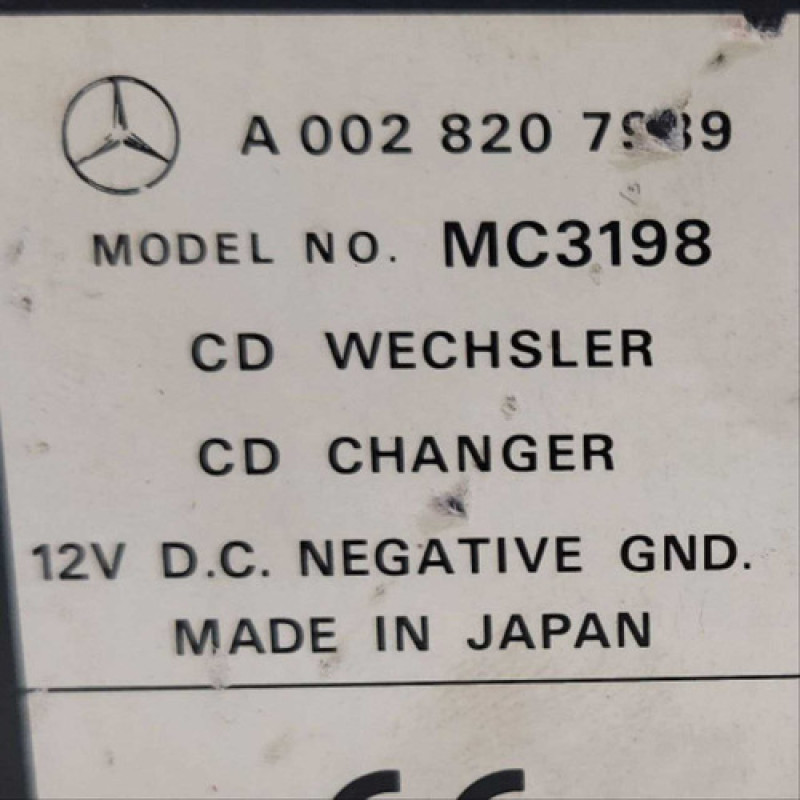 A 002 820
MODEL NO. MC3198
CD WECHSLER
CD CHANGER
12V D.C. NEGATIVE GND.
MADE IN JAPAN